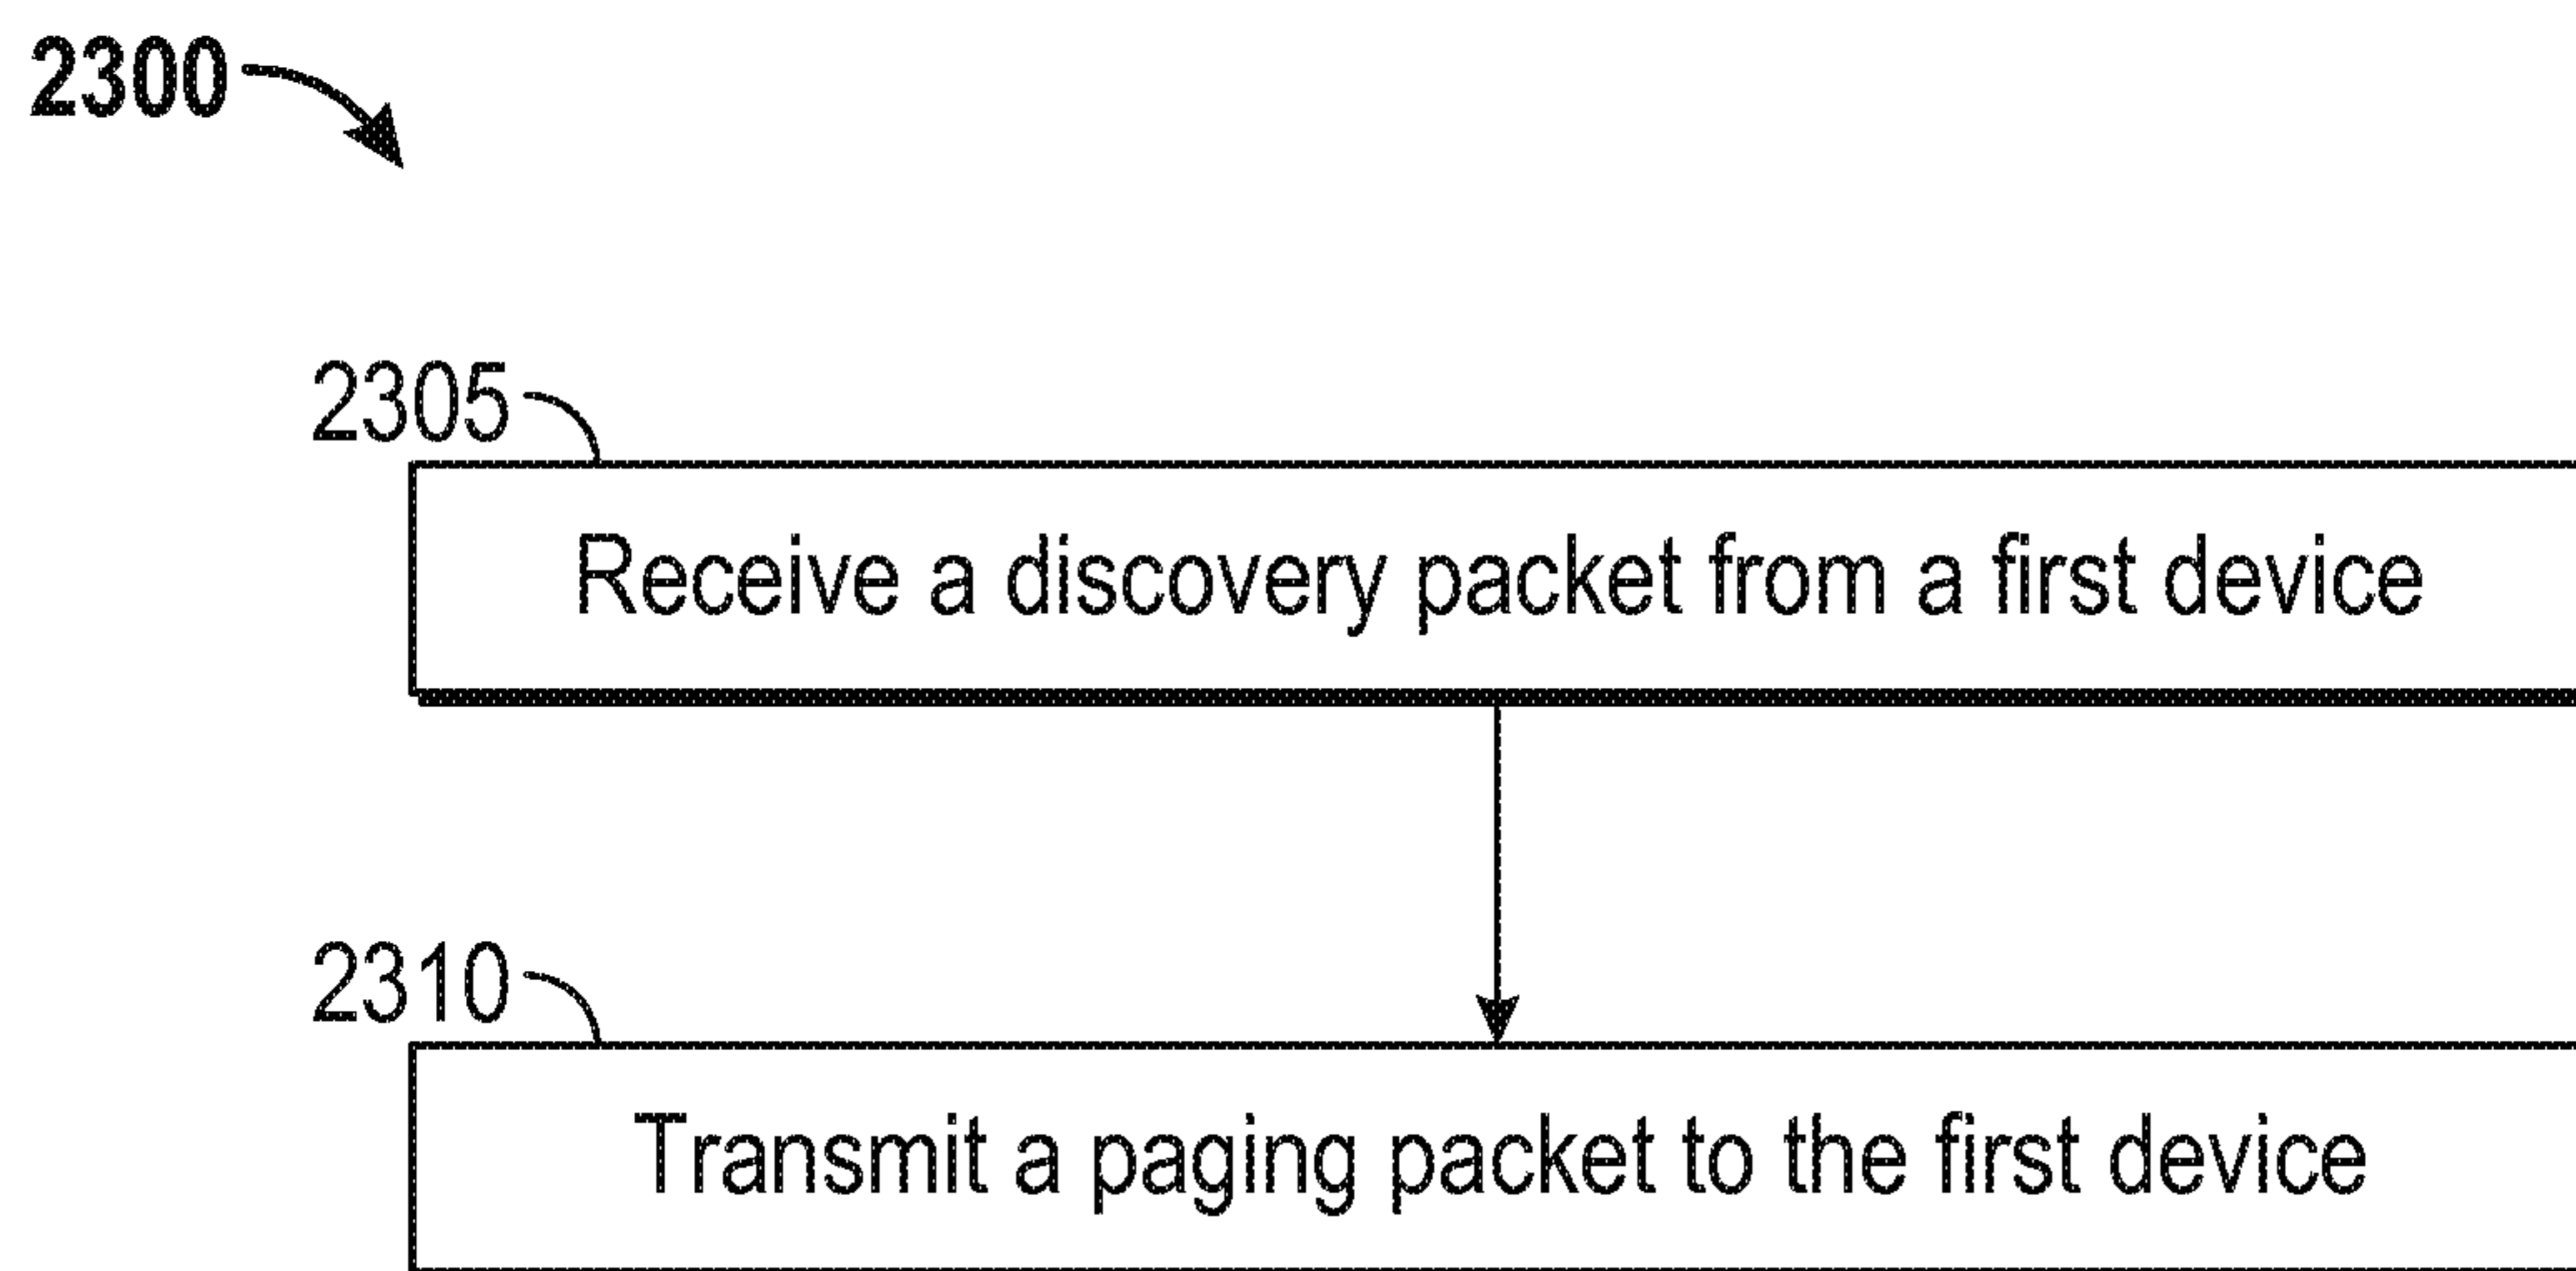 2300
2305
Receive a discovery packet from a first device
2310
Transmit a paging packet to the first device